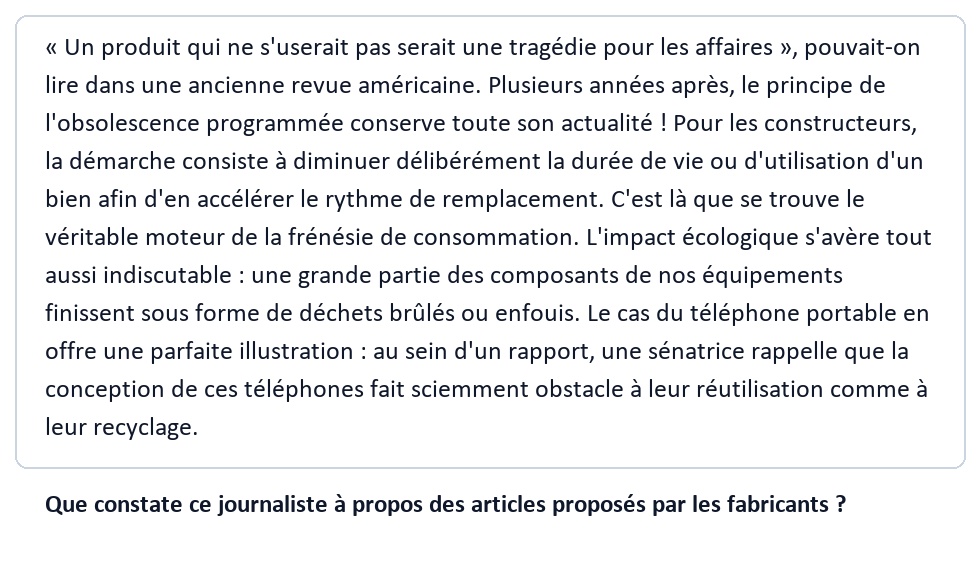 « Un produit qui ne s'userait pas serait une tragédie pour les affaires », pouvait-on
lire dans une ancienne revue américaine. Plusieurs années après, le principe de
l'obsolescence programmée conserve toute son actualité ! Pour les constructeurs,
la démarche consiste à diminuer délibérément la durée de vie ou d'utilisation d'un
bien afin d'en accélérer le rythme de remplacement. C'est là que se trouve le
véritable moteur de la frénésie de consommation. L'impact écologique s'avère tout
aussi indiscutable : une grande partie des composants de nos équipements
finissent sous forme de déchets brûlés ou enfouis. Le cas du téléphone portable en
offre une parfaite illustration : au sein d'un rapport, une sénatrice rappelle que la
conception de ces téléphones fait sciemment obstacle à leur réutilisation comme à
leur recyclage.
Que constate ce journaliste à propos des articles proposés par les fabricants ?